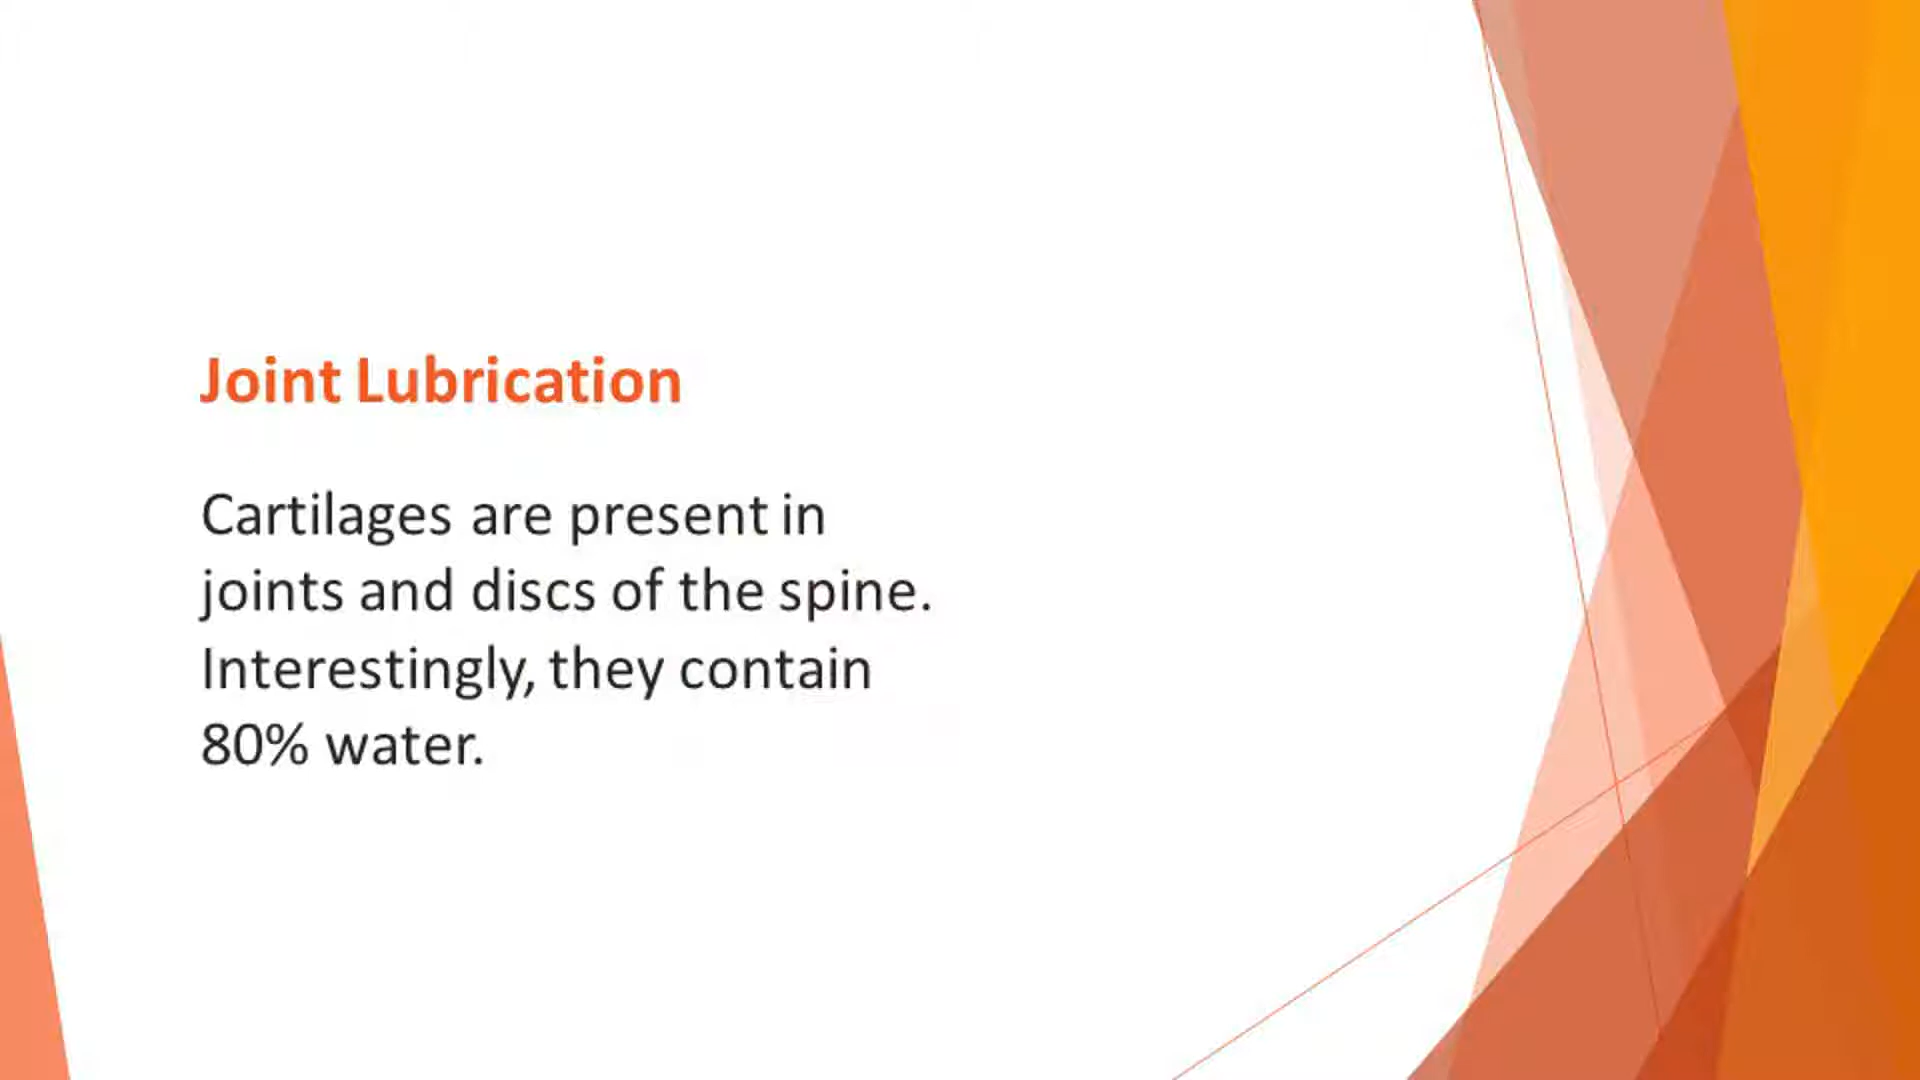 Joint Lubrication
Cartilages are present in
joints and discs of the spine.
Interestingly, they contain
80% water.